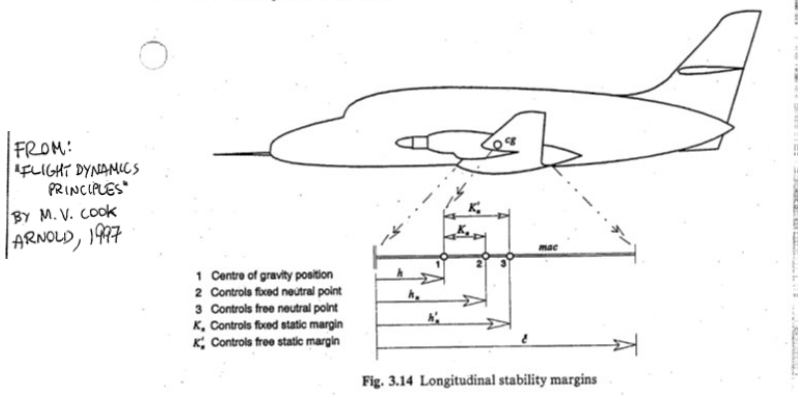 FROM:
"FLIGHT DYNAMICS
PRINCIPLES"
BY M. V. COOK
ARNOLD, 1997
cg
K'ₙ
Kₙ
mac
1 2 3
h
hₙ
h'ₙ
c̄
1 Centre of gravity position
2 Controls fixed neutral point
3 Controls free neutral point
Kₙ Controls fixed static margin
K'ₙ Controls free static margin
Fig. 3.14 Longitudinal stability margins